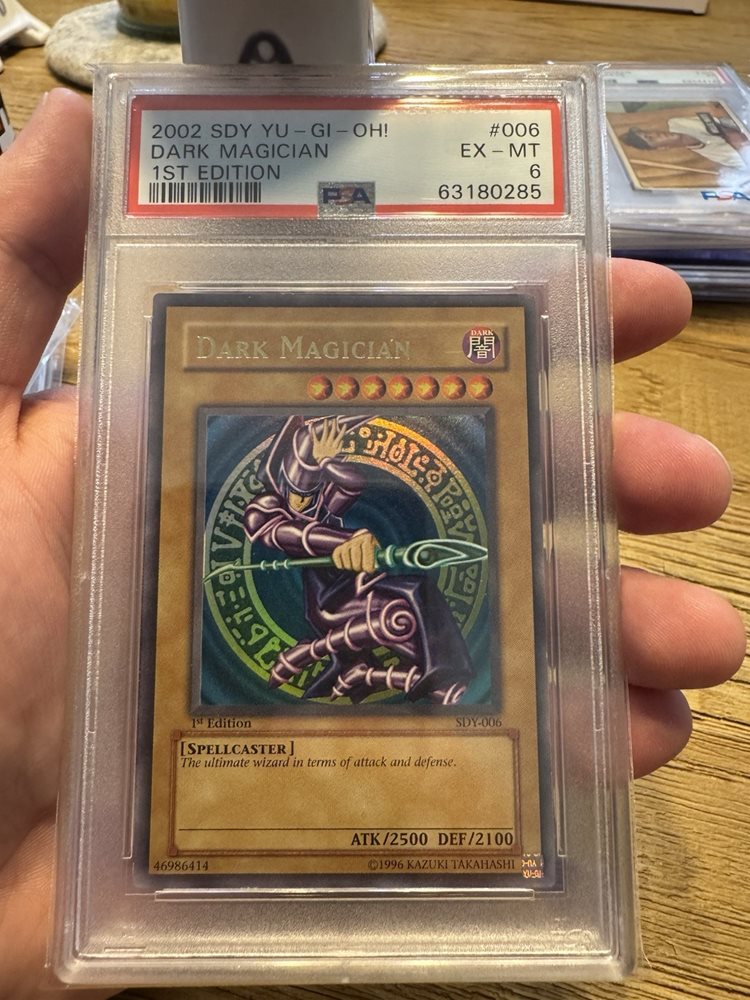 2002 SDY YU-GI-OH! #006
DARK MAGICIAN EX-MT
1ST EDITION 6
PSA 63180285
DARK MAGICIAN
DARK
闇
1st Edition SDY-006
[SPELLCASTER]
The ultimate wizard in terms of attack and defense.
ATK/2500 DEF/2100
46986414 ©1996 KAZUKI TAKAHASHI
PSA